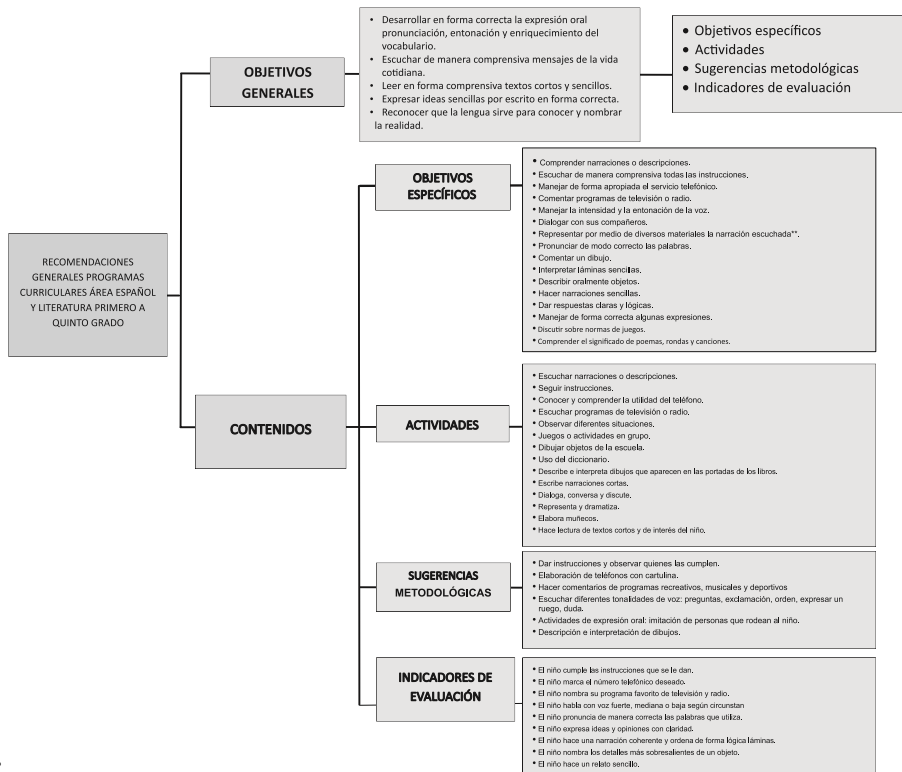 RECOMENDACIONES
GENERALES PROGRAMAS
CURRICULARES ÁREA ESPAÑOL
Y LITERATURA PRIMERO A
QUINTO GRADO
OBJETIVOS
GENERALES
• Desarrollar en forma correcta la expresión oral
pronunciación, entonación y enriquecimiento del
vocabulario.
• Escuchar de manera comprensiva mensajes de la vida
cotidiana.
• Leer en forma comprensiva textos cortos y sencillos.
• Expresar ideas sencillas por escrito en forma correcta.
• Reconocer que la lengua sirve para conocer y nombrar
la realidad.
• Objetivos específicos
• Actividades
• Sugerencias metodológicas
• Indicadores de evaluación
CONTENIDOS
OBJETIVOS
ESPECÍFICOS
• Comprender narraciones o descripciones.
• Escuchar de manera comprensiva todas las instrucciones.
• Manejar de forma apropiada el servicio telefónico.
• Comentar programas de televisión o radio.
• Manejar la intensidad y la entonación de la voz.
• Dialogar con sus compañeros.
• Representar por medio de diversos materiales la narración escuchada**.
• Pronunciar de modo correcto las palabras.
• Comentar un dibujo.
• Interpretar láminas sencillas.
• Describir oralmente objetos.
• Hacer narraciones sencillas.
• Dar respuestas claras y lógicas.
• Manejar de forma correcta algunas expresiones.
• Discutir sobre normas de juegos.
• Comprender el significado de poemas, rondas y canciones.
ACTIVIDADES
• Escuchar narraciones o descripciones.
• Seguir instrucciones.
• Conocer y comprender la utilidad del teléfono.
• Escuchar programas de televisión o radio.
• Observar diferentes situaciones.
• Juegos o actividades en grupo.
• Dibujar objetos de la escuela.
• Uso del diccionario.
• Describe e interpreta dibujos que aparecen en las portadas de los libros.
• Escribe narraciones cortas.
• Dialoga, conversa y discute.
• Representa y dramatiza.
• Elabora muñecos.
• Hace lectura de textos cortos y de interés del niño.
SUGERENCIAS
METODOLÓGICAS
• Dar instrucciones y observar quienes las cumplen.
• Elaboración de teléfonos con cartulina.
• Hacer comentarios de programas recreativos, musicales y deportivos
• Escuchar diferentes tonalidades de voz: preguntas, exclamación, orden, expresar un
ruego, duda.
• Actividades de expresión oral: imitación de personas que rodean al niño.
• Descripción e interpretación de dibujos.
INDICADORES DE
EVALUACIÓN
• El niño cumple las instrucciones que se le dan.
• El niño marca el número telefónico deseado.
• El niño nombra su programa favorito de televisión y radio.
• El niño habla con voz fuerte, mediana o baja según circunstan
• El niño pronuncia de manera correcta las palabras que utiliza.
• El niño expresa ideas y opiniones con claridad.
• El niño hace una narración coherente y ordena de forma lógica láminas.
• El niño nombra los detalles más sobresalientes de un objeto.
• El niño hace un relato sencillo.